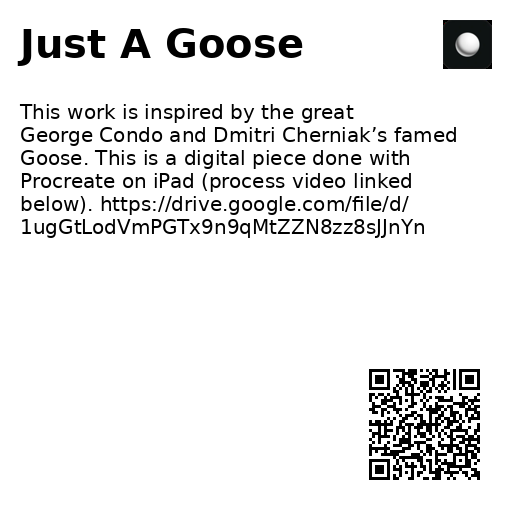 Just A Goose
This work is inspired by the great
George Condo and Dmitri Cherniak’s famed
Goose. This is a digital piece done with
Procreate on iPad (process video linked
below). https://drive.google.com/file/d/
1ugGtLodVmPGTx9n9qMtZZN8zz8sJJnYn